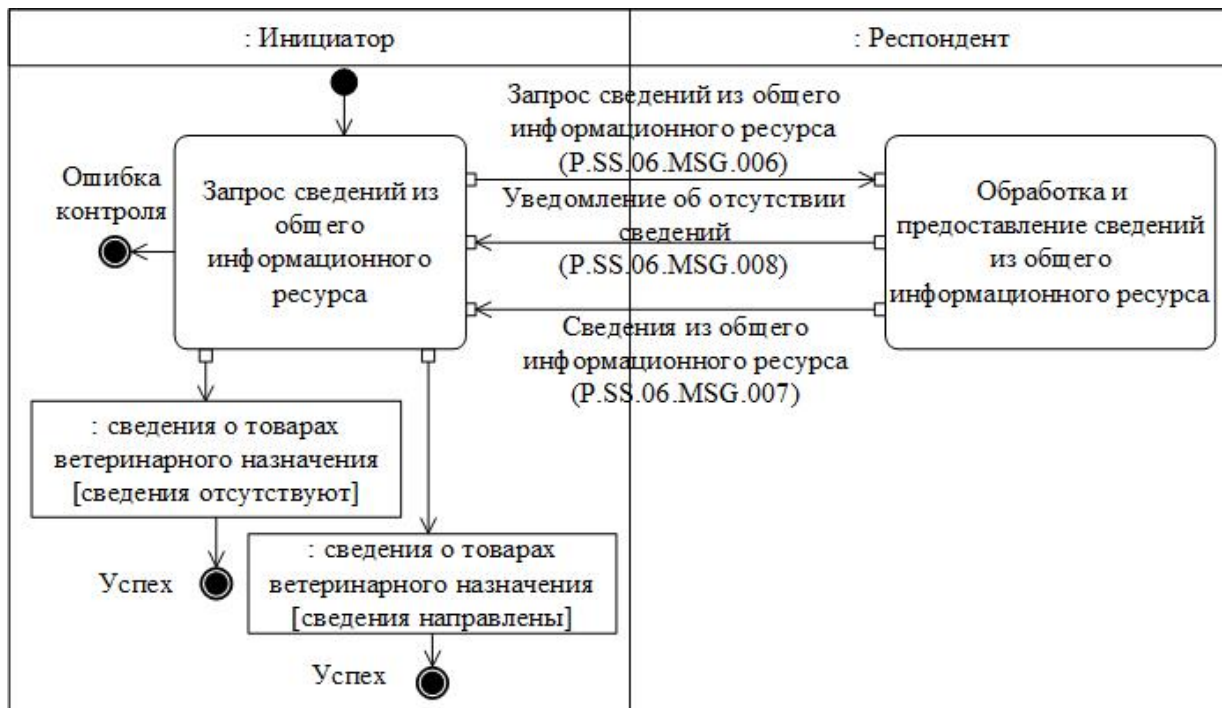 : Инициатор
: Респондент
Запрос сведений из общего
информационного ресурса
(P.SS.06.MSG.006)
Ошибка
контроля
Запрос сведений из
общего
информационного
ресурса
Уведомление об отсутствии
сведений
(P.SS.06.MSG.008)
Обработка и
предоставление сведений
из общего
информационного ресурса
Сведения из общего
информационного ресурса
(P.SS.06.MSG.007)
: сведения о товарах
ветеринарного назначения
[сведения отсутствуют]
Успех
: сведения о товарах
ветеринарного назначения
[сведения направлены]
Успех